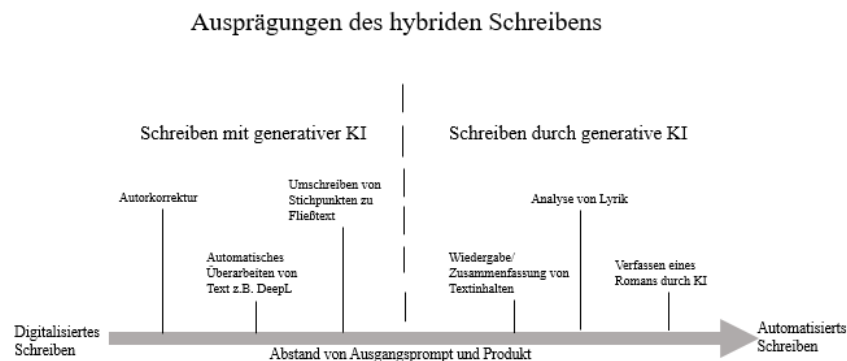 Ausprägungen des hybriden Schreibens
Schreiben mit generativer KI
Schreiben durch generative KI
Autorkorrektur
Automatisches
Überarbeiten von
Text z.B. DeepL
Umschreiben von
Stichpunkten zu
Fließtext
Wiedergabe/
Zusammenfassung von
Textinhalten
Analyse von Lyrik
Verfassen eines
Romans durch KI
Digitalisiertes
Schreiben
Abstand von Ausgangsprompt und Produkt
Automatisierts
Schreiben